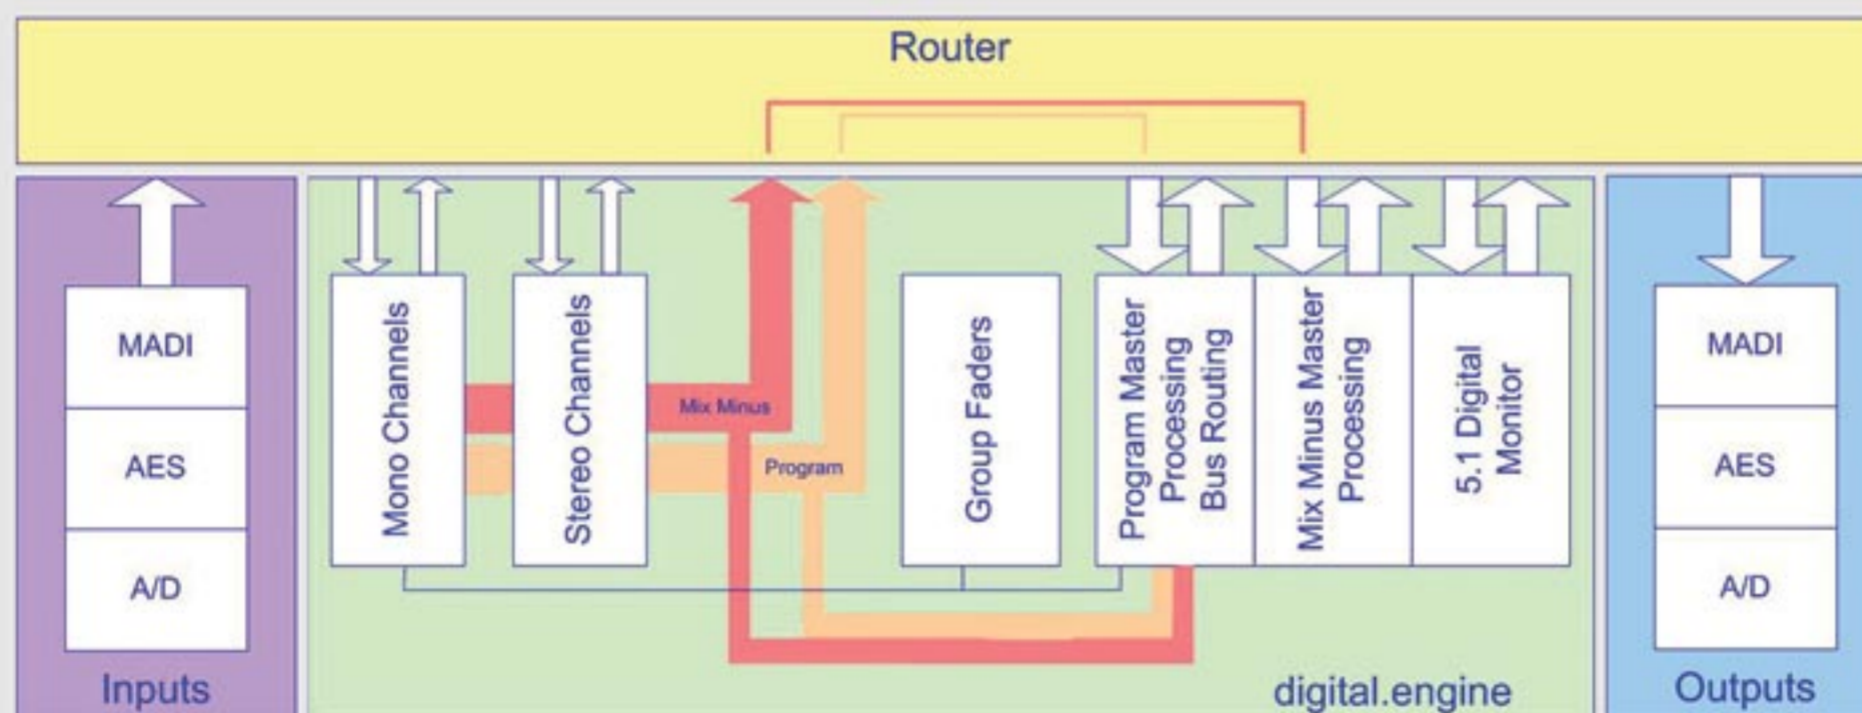 Router
MADI
AES
A/D
Inputs
Mono Channels
Stereo Channels
Mix Minus
Program
Group Faders
Program Master
Processing
Bus Routing
Mix Minus Master
Processing
5.1 Digital
Monitor
digital.engine
MADI
AES
A/D
Outputs